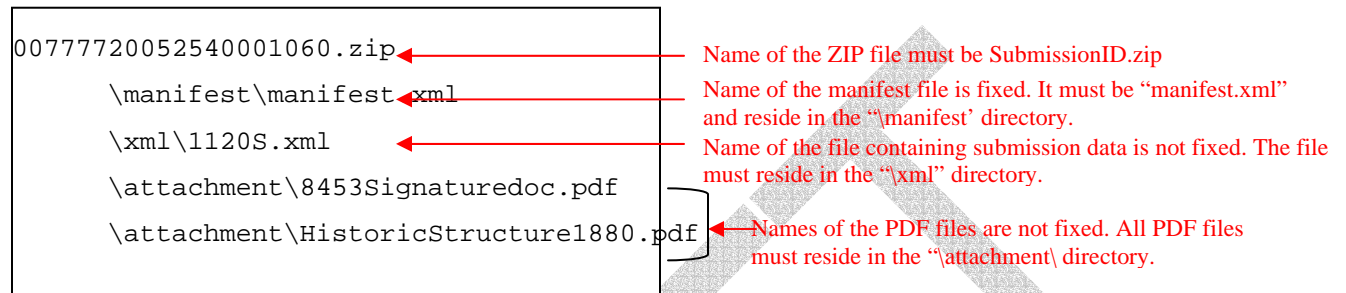 00777720052540001060.zip
Name of the ZIP file must be SubmissionID.zip
\manifest\manifest.xml
Name of the manifest file is fixed. It must be “manifest.xml”
and reside in the “\manifest’ directory.
\xml\1120S.xml
Name of the file containing submission data is not fixed. The file
must reside in the “\xml” directory.
\attachment\8453Signaturedoc.pdf
\attachment\HistoricStructure1880.pdf
Names of the PDF files are not fixed. All PDF files
must reside in the “\attachment\ directory.